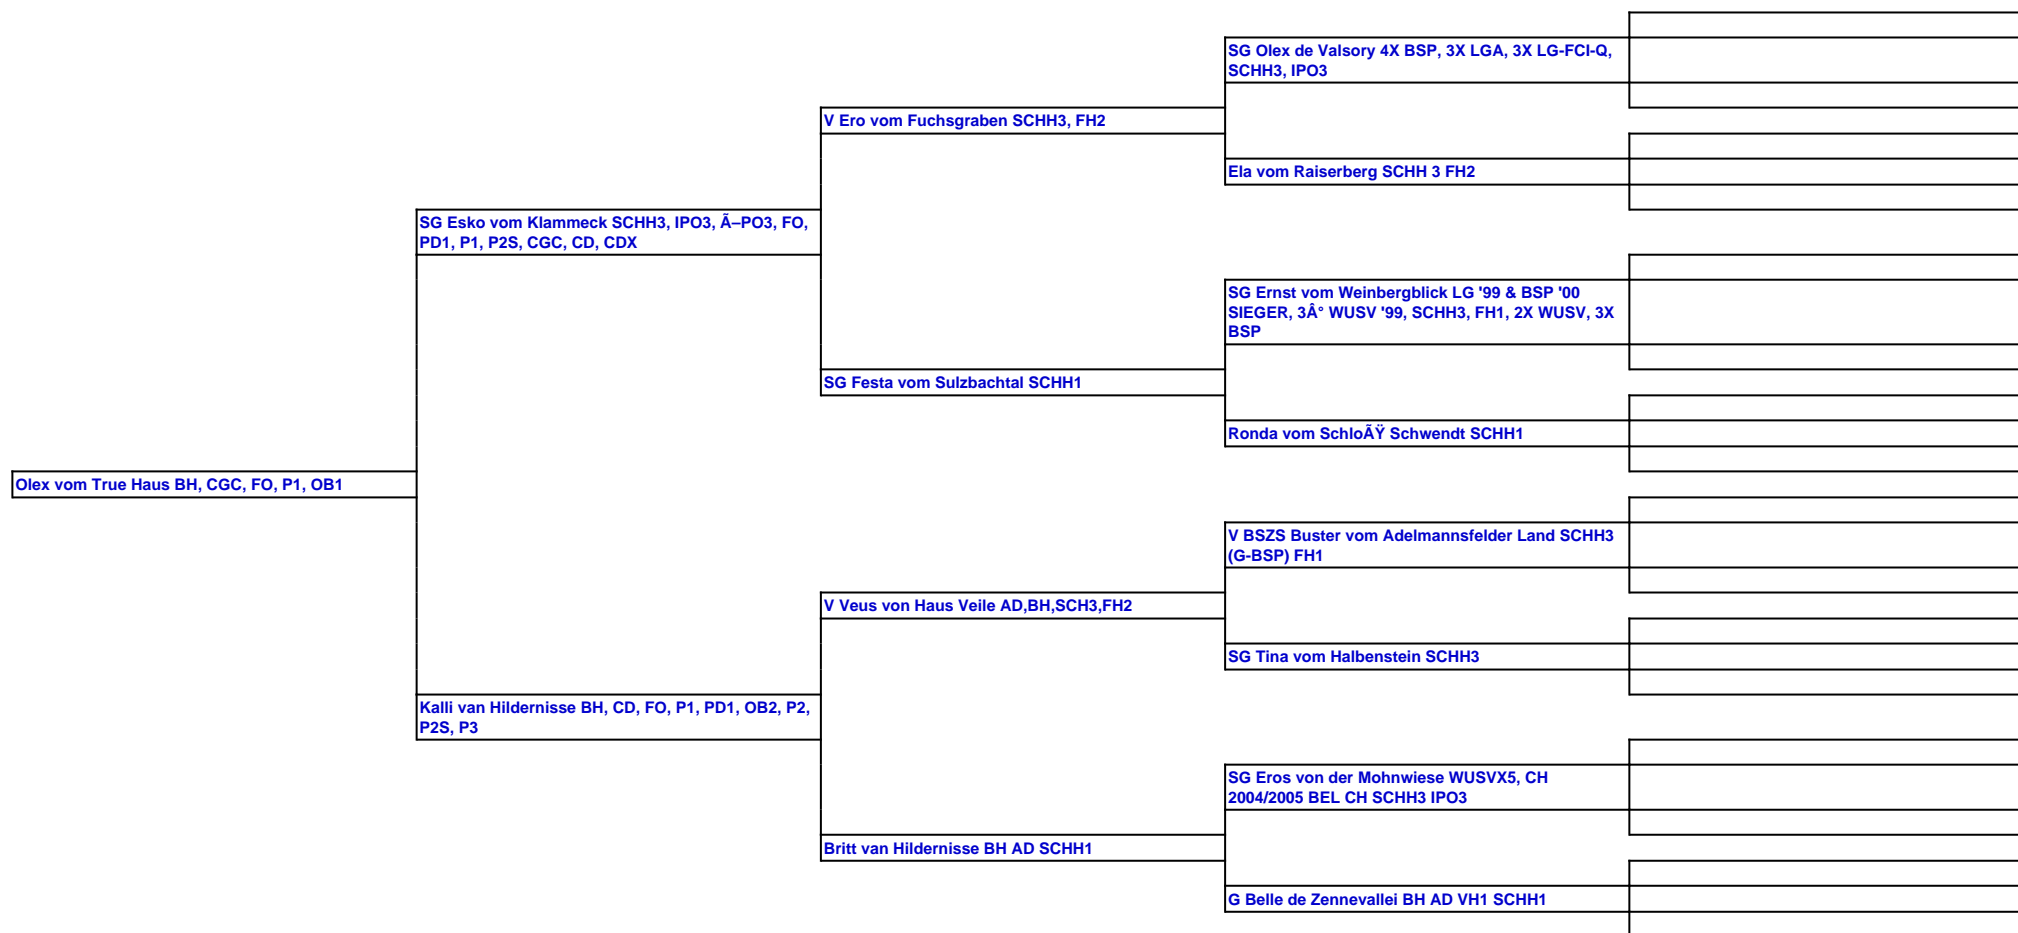 SG Olex de Valsory 4X BSP, 3X LGA, 3X LG-FCI-Q,
SCHH3, IPO3
V Ero vom Fuchsgraben SCHH3, FH2
Ela vom Raiserberg SCHH 3 FH2
SG Esko vom Klammeck SCHH3, IPO3, Ã–PO3, FO,
PD1, P1, P2S, CGC, CD, CDX
SG Ernst vom Weinbergblick LG '99 & BSP '00
SIEGER, 3Â° WUSV '99, SCHH3, FH1, 2X WUSV, 3X
BSP
SG Festa vom Sulzbachtal SCHH1
Ronda vom SchloÃŸ Schwendt SCHH1
Olex vom True Haus BH, CGC, FO, P1, OB1
V BSZS Buster vom Adelmannsfelder Land SCHH3
(G-BSP) FH1
V Veus von Haus Veile AD,BH,SCH3,FH2
SG Tina vom Halbenstein SCHH3
Kalli van Hildernisse BH, CD, FO, P1, PD1, OB2, P2,
P2S, P3
SG Eros von der Mohnwiese WUSVX5, CH
2004/2005 BEL CH SCHH3 IPO3
Britt van Hildernisse BH AD SCHH1
G Belle de Zennevallei BH AD VH1 SCHH1